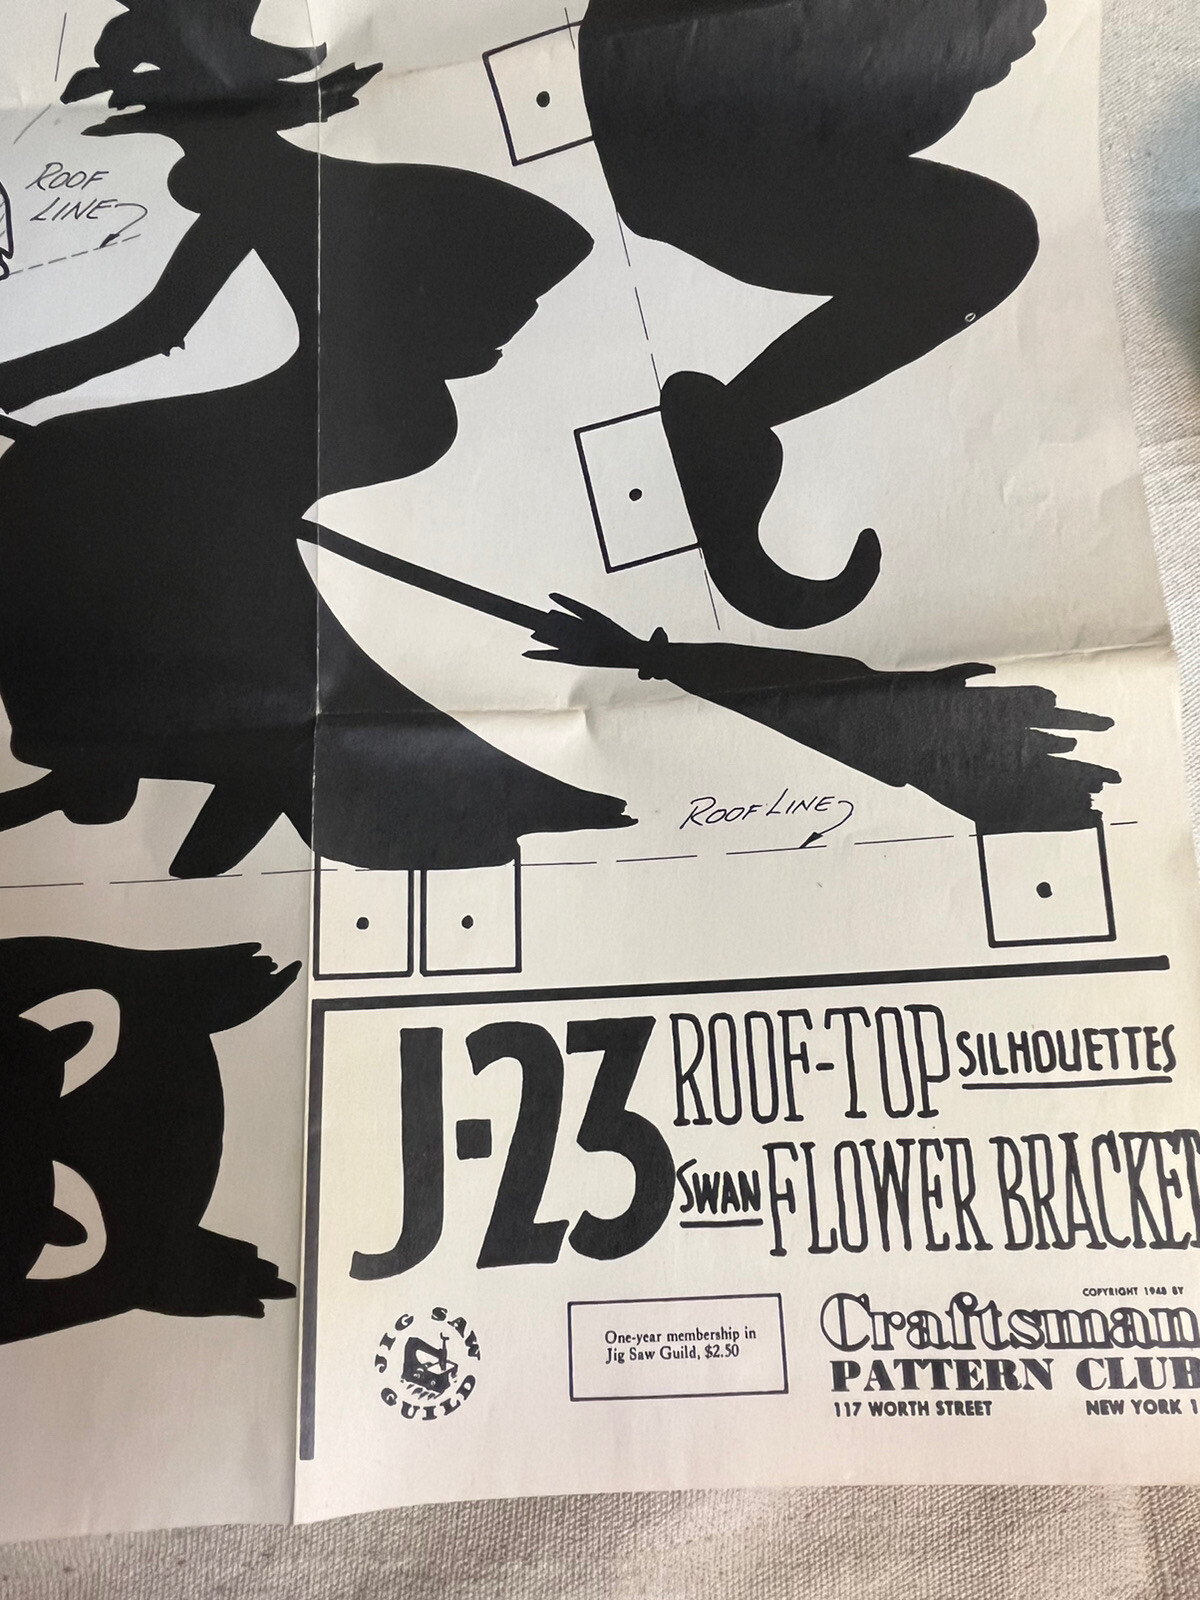 ROOF
LINE
ROOF LINE
J-23
ROOF-TOP SILHOUETTES
SWAN FLOWER BRACKET
JIG SAW GUILD
One-year membership in
Jig Saw Guild, $2.50
COPYRIGHT 1948 BY
Craftsman
PATTERN CLUB
117 WORTH STREET NEW YORK 1